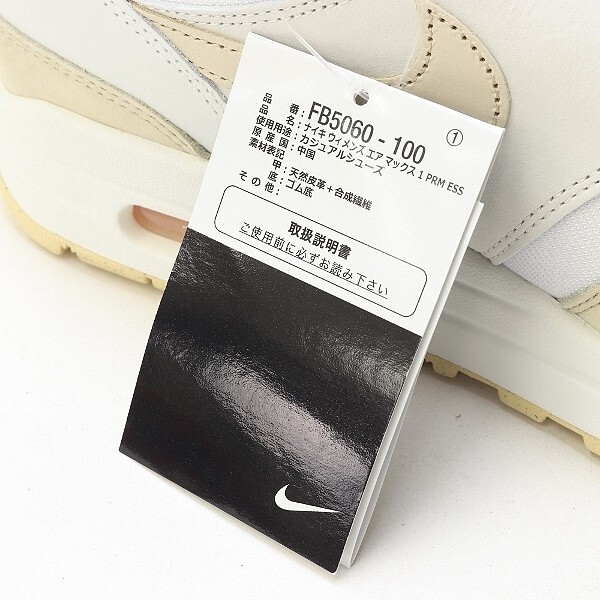 品番：FB5060 - 100
①
品名：ナイキ ウィメンズ エア マックス 1 PRM ESS
使用用途：カジュアルシューズ
原産国：中国
素材表記
甲：天然皮革＋合成繊維
底：ゴム底
その他：
取扱説明書
ご使用前に必ずお読み下さい